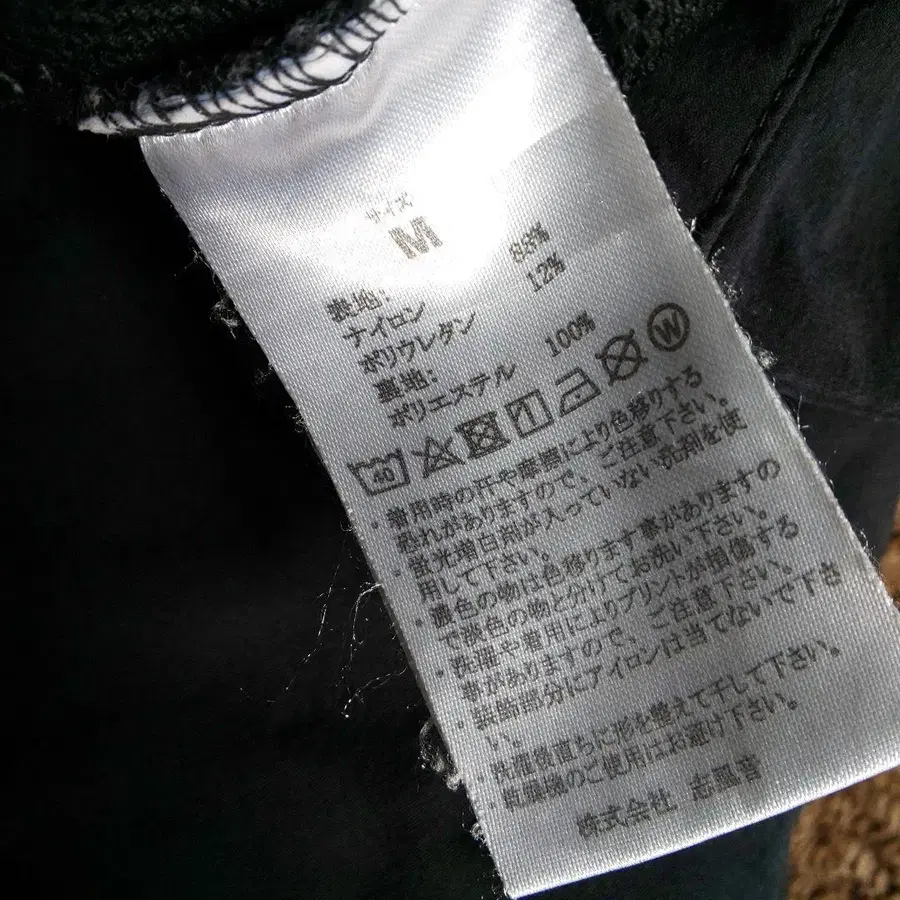 サイズ
M
表地:
ナイロン 88%
ポリウレタン 12%
裏地:
ポリエステル 100%
40 W
・着用時の汗や摩擦により色移りする
恐れがありますので、ご注意下さい。
・蛍光増白剤が入っていない洗剤を使
用して下さい。
・濃色の物は色移ります事がありますの
で淡色の物と分けてお洗い下さい。
・洗濯や着用によりプリントが損傷する
事がありますので、ご注意下さい。
・装飾部分にアイロンは当てないで下さ
い。
・洗濯後直ちに形を整えて干して下さい。
・乾燥機のご使用はお避け下さい。
株式会社 志風音